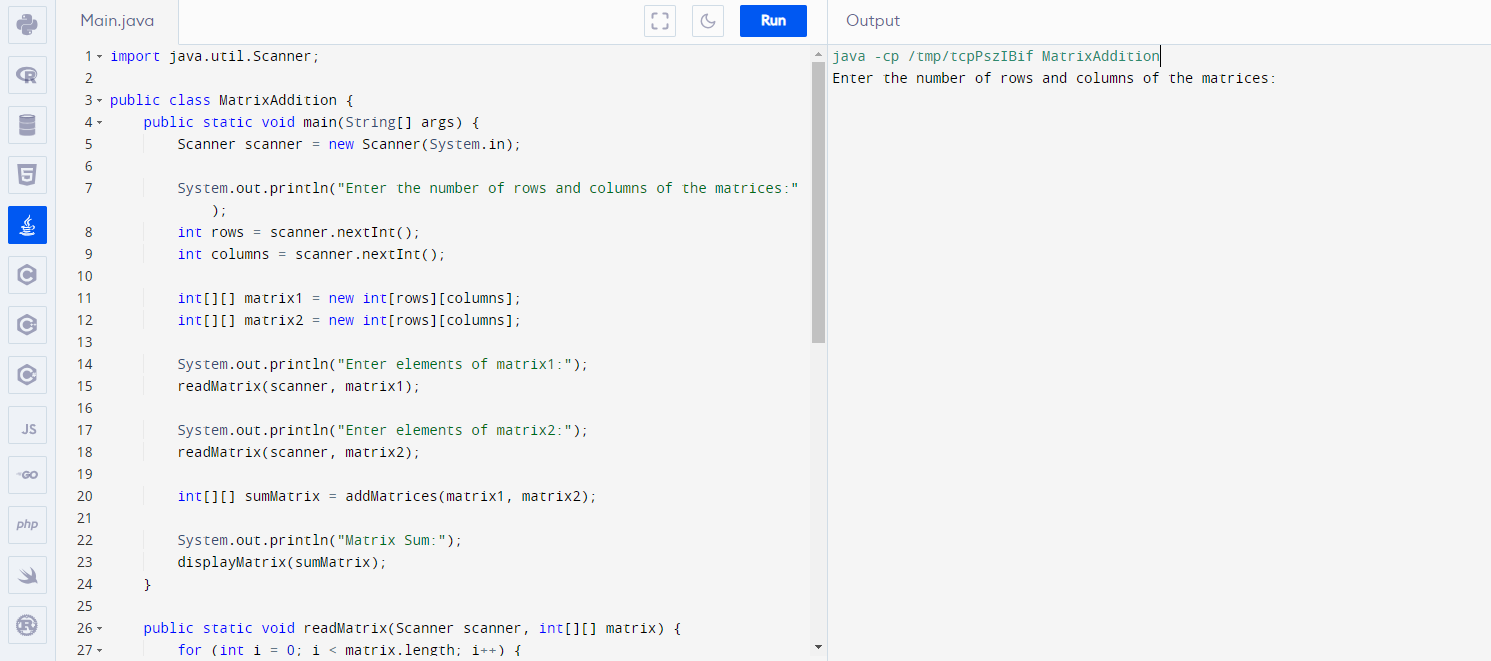 Main.java
Run
Output
R
JS
GO
php
1 import java.util.Scanner;
2
3 public class MatrixAddition {
4 public static void main(String[] args) {
5 Scanner scanner = new Scanner(System.in);
6
7 System.out.println("Enter the number of rows and columns of the matrices:"
);
8 int rows = scanner.nextInt();
9 int columns = scanner.nextInt();
10
11 int[][] matrix1 = new int[rows][columns];
12 int[][] matrix2 = new int[rows][columns];
13
14 System.out.println("Enter elements of matrix1:");
15 readMatrix(scanner, matrix1);
16
17 System.out.println("Enter elements of matrix2:");
18 readMatrix(scanner, matrix2);
19
20 int[][] sumMatrix = addMatrices(matrix1, matrix2);
21
22 System.out.println("Matrix Sum:");
23 displayMatrix(sumMatrix);
24 }
25
26 public static void readMatrix(Scanner scanner, int[][] matrix) {
27 for (int i = 0; i < matrix.length; i++) {
java -cp /tmp/tcpPszIBif MatrixAddition
Enter the number of rows and columns of the matrices: